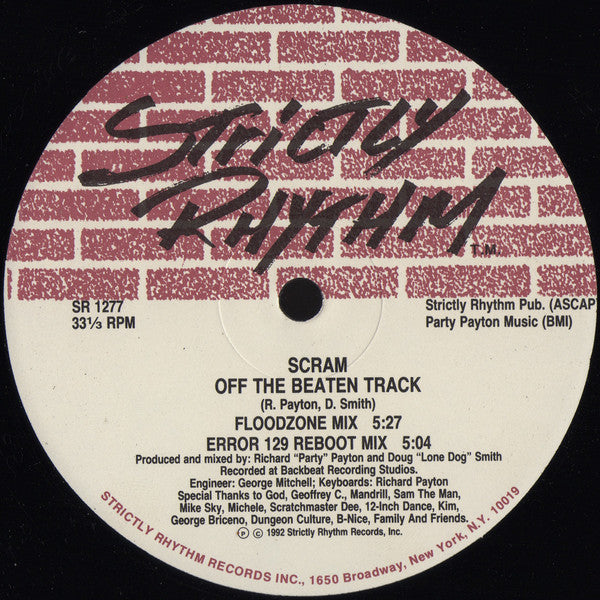 Strictly
Rhythm T.M.
SR 1277
33⅓ RPM
Strictly Rhythm Pub. (ASCAP)
Party Payton Music (BMI)
SCRAM
OFF THE BEATEN TRACK
(R. Payton, D. Smith)
FLOODZONE MIX 5:27
ERROR 129 REBOOT MIX 5:04
Produced and mixed by: Richard "Party" Payton and Doug "Lone Dog" Smith
Recorded at Backbeat Recording Studios.
Engineer: George Mitchell; Keyboards: Richard Payton
Special Thanks to God, Geoffrey C., Mandrill, Sam The Man,
Mike Sky, Michele, Scratchmaster Dee, 12-Inch Dance, Kim,
George Briceno, Dungeon Culture, B-Nice, Family And Friends.
Ⓟ © 1992 Strictly Rhythm Records, Inc.
STRICTLY RHYTHM RECORDS INC., 1650 Broadway, New York, N.Y. 10019